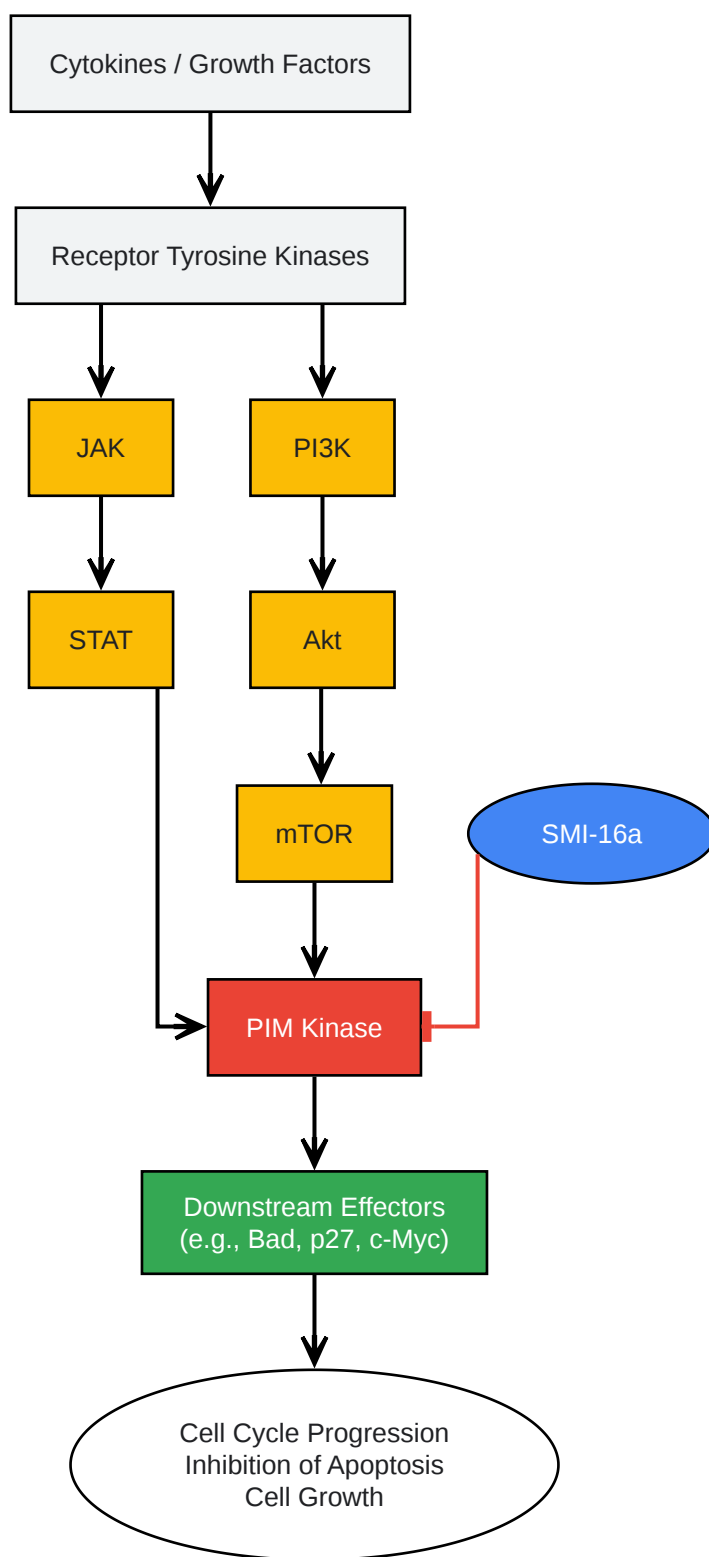 Cytokines / Growth Factors
Receptor Tyrosine Kinases
JAK
PI3K
STAT
Akt
mTOR
SMI-16a
PIM Kinase
Downstream Effectors
(e.g., Bad, p27, c-Myc)
Cell Cycle Progression
Inhibition of Apoptosis
Cell Growth